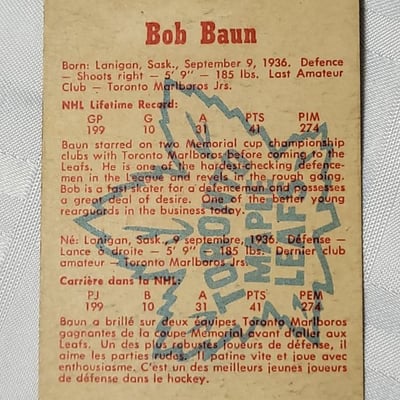 Bob Baun
Born: Lanigan, Sask., September 9, 1936. Defence
— Shoots right — 5' 9" — 185 lbs. Last Amateur
Club — Toronto Marlboros Jrs.
NHL Lifetime Record:
GP G A PTS PIM
199 10 31 41 274
Baun starred on two Memorial cup championship
clubs with Toronto Marlboros before coming to the
Leafs. He is one of the hardest-checking defence-
men in the League and revels in the rough going.
Bob is a fast skater for a defenceman and possesses
a great deal of desire. One of the better young
rearguards in the business today.
Né: Lanigan, Sask., 9 septembre, 1936. Défense —
Lance à droite — 5' 9" — 185 lbs. Dernier club
amateur — Toronto Marlboros Jrs.
Carrière dans la NHL:
PJ B A PTS PEM
199 10 31 41 274
Baun a brillé sur deux équipes Toronto Marlboros
gagnantes de la coupe Memorial avant d'aller aux
Leafs. Un des plus robustes joueurs de défense, il
aime les parties rudes. Il patine vite et joue avec
enthousiasme. C'est un des meilleurs jeunes joueurs
de défense dans le hockey.
TORONTO
MAPLE
LEAFS